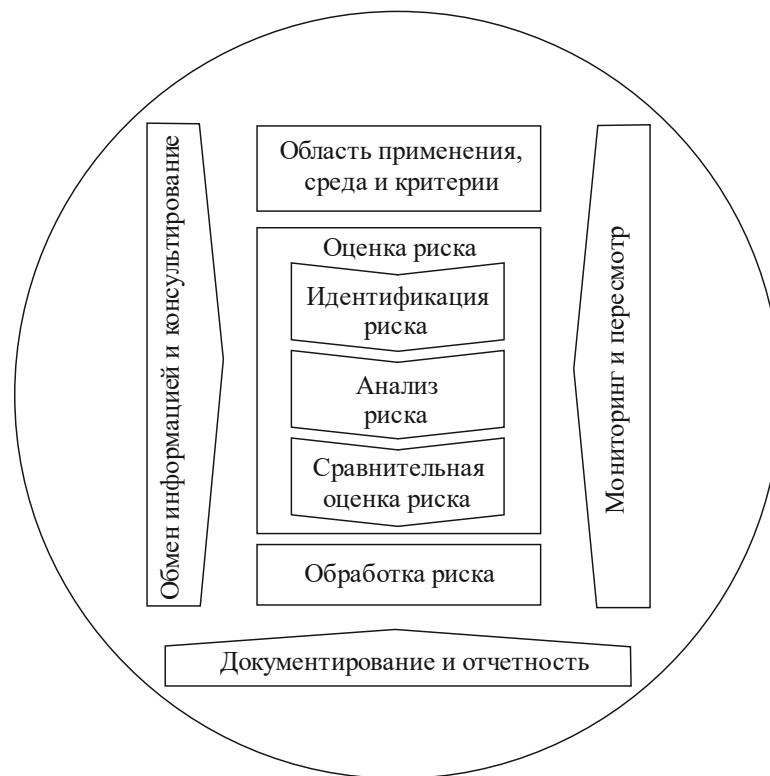 Обмен информацией и консультирование
Область применения,
среда и критерии
Оценка риска
Идентификация
риска
Анализ
риска
Сравнительная
оценка риска
Обработка риска
Мониторинг и пересмотр
Документирование и отчетность